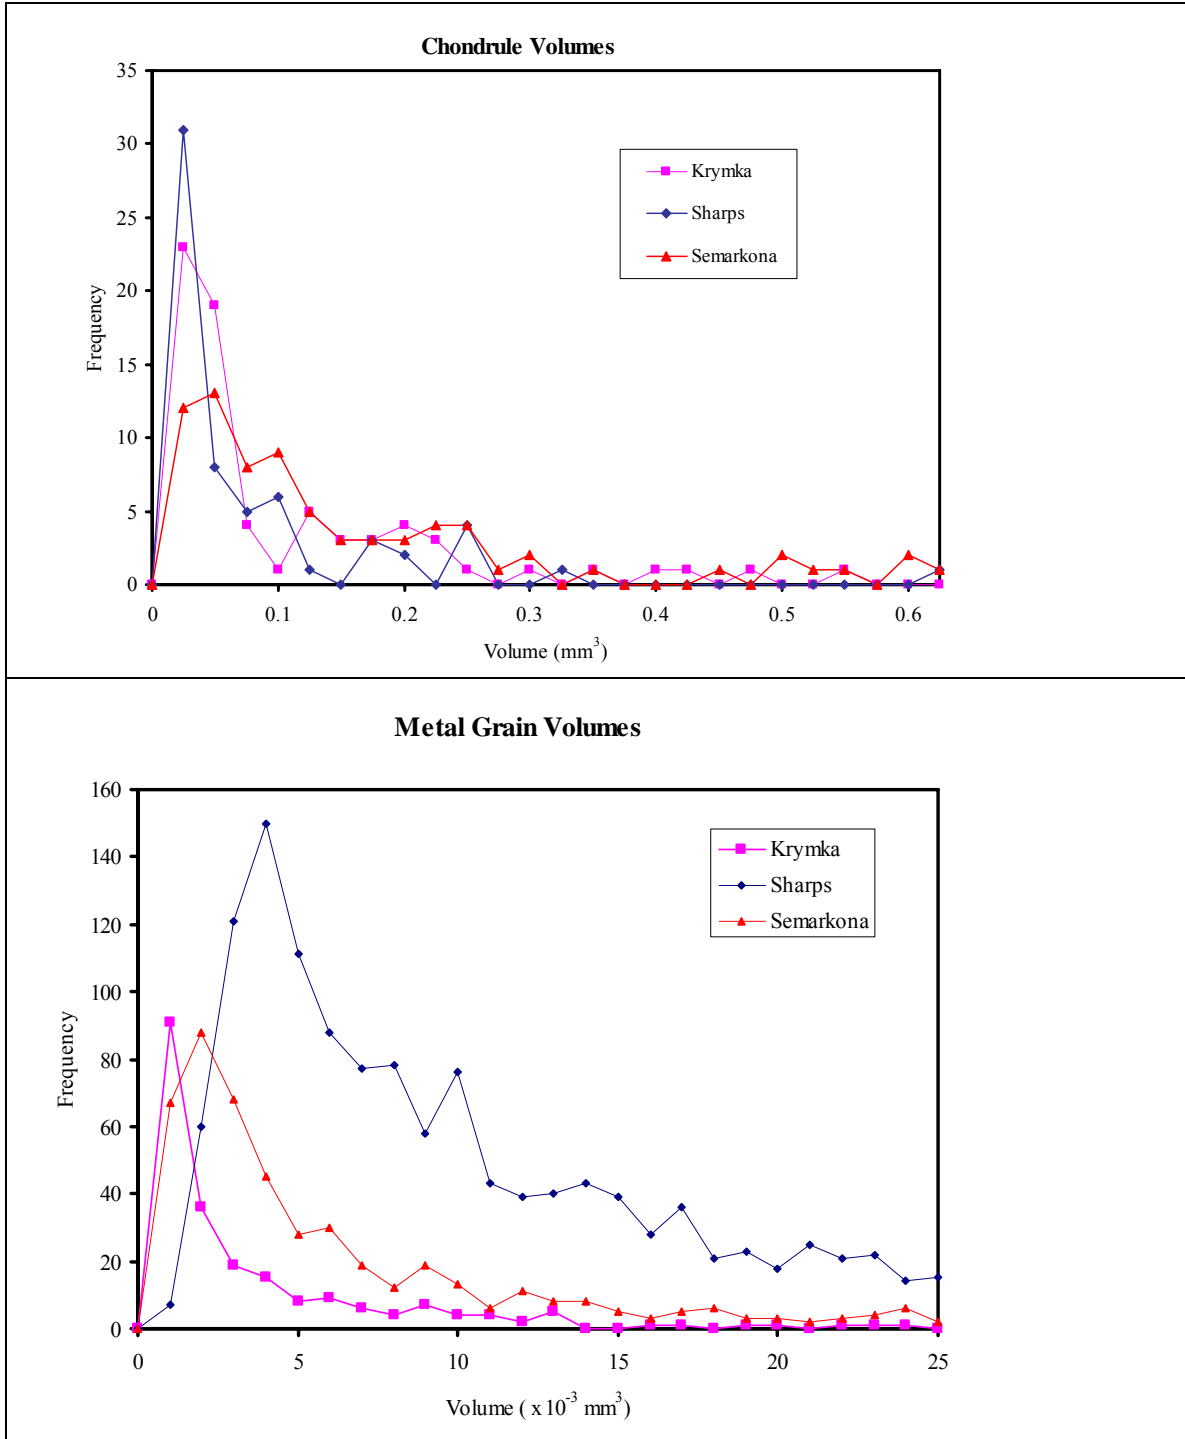 Chondrule Volumes
35
30
25
20
15
10
5
0
Frequency
Krymka
Sharps
Semarkona
0 0.1 0.2 0.3 0.4 0.5 0.6
Volume (mm³)
Metal Grain Volumes
160
140
120
100
80
60
40
20
0
Frequency
Krymka
Sharps
Semarkona
0 5 10 15 20 25
Volume ( x 10⁻³ mm³)